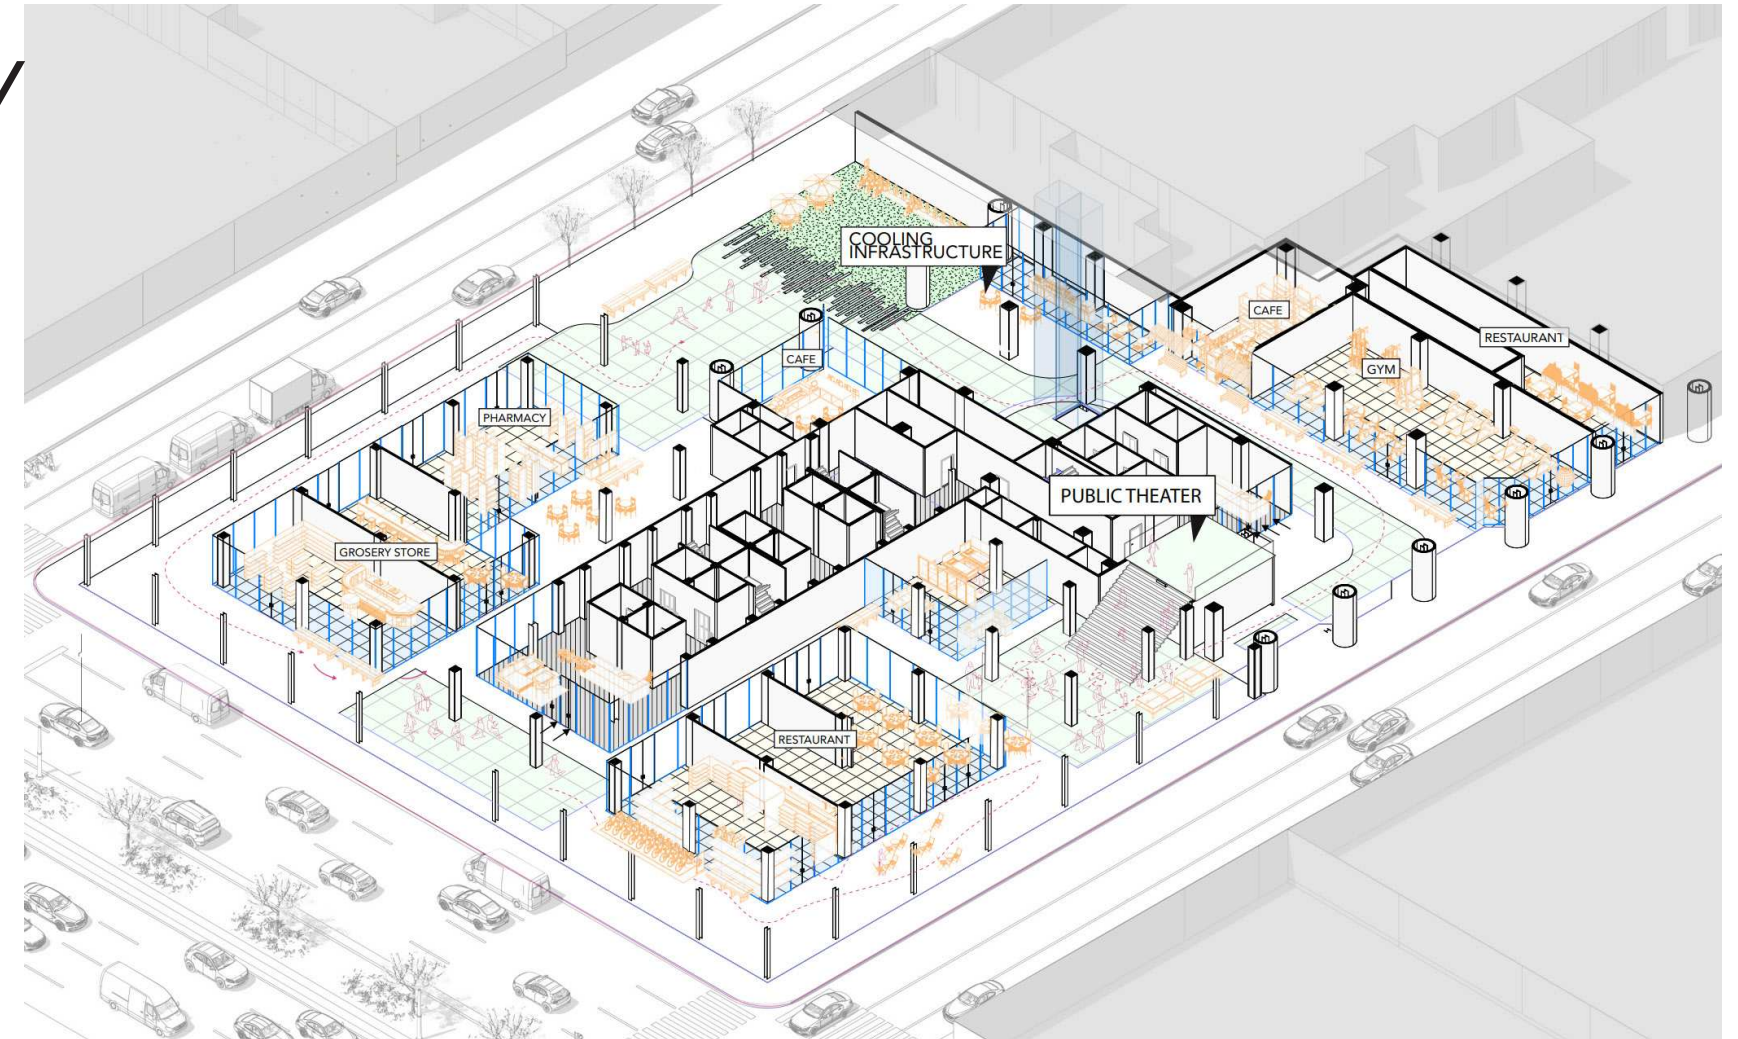 COOLING
INFRASTRUCTURE
CAFE
RESTAURANT
CAFE
GYM
PHARMACY
PUBLIC THEATER
GROSERY STORE
RESTAURANT